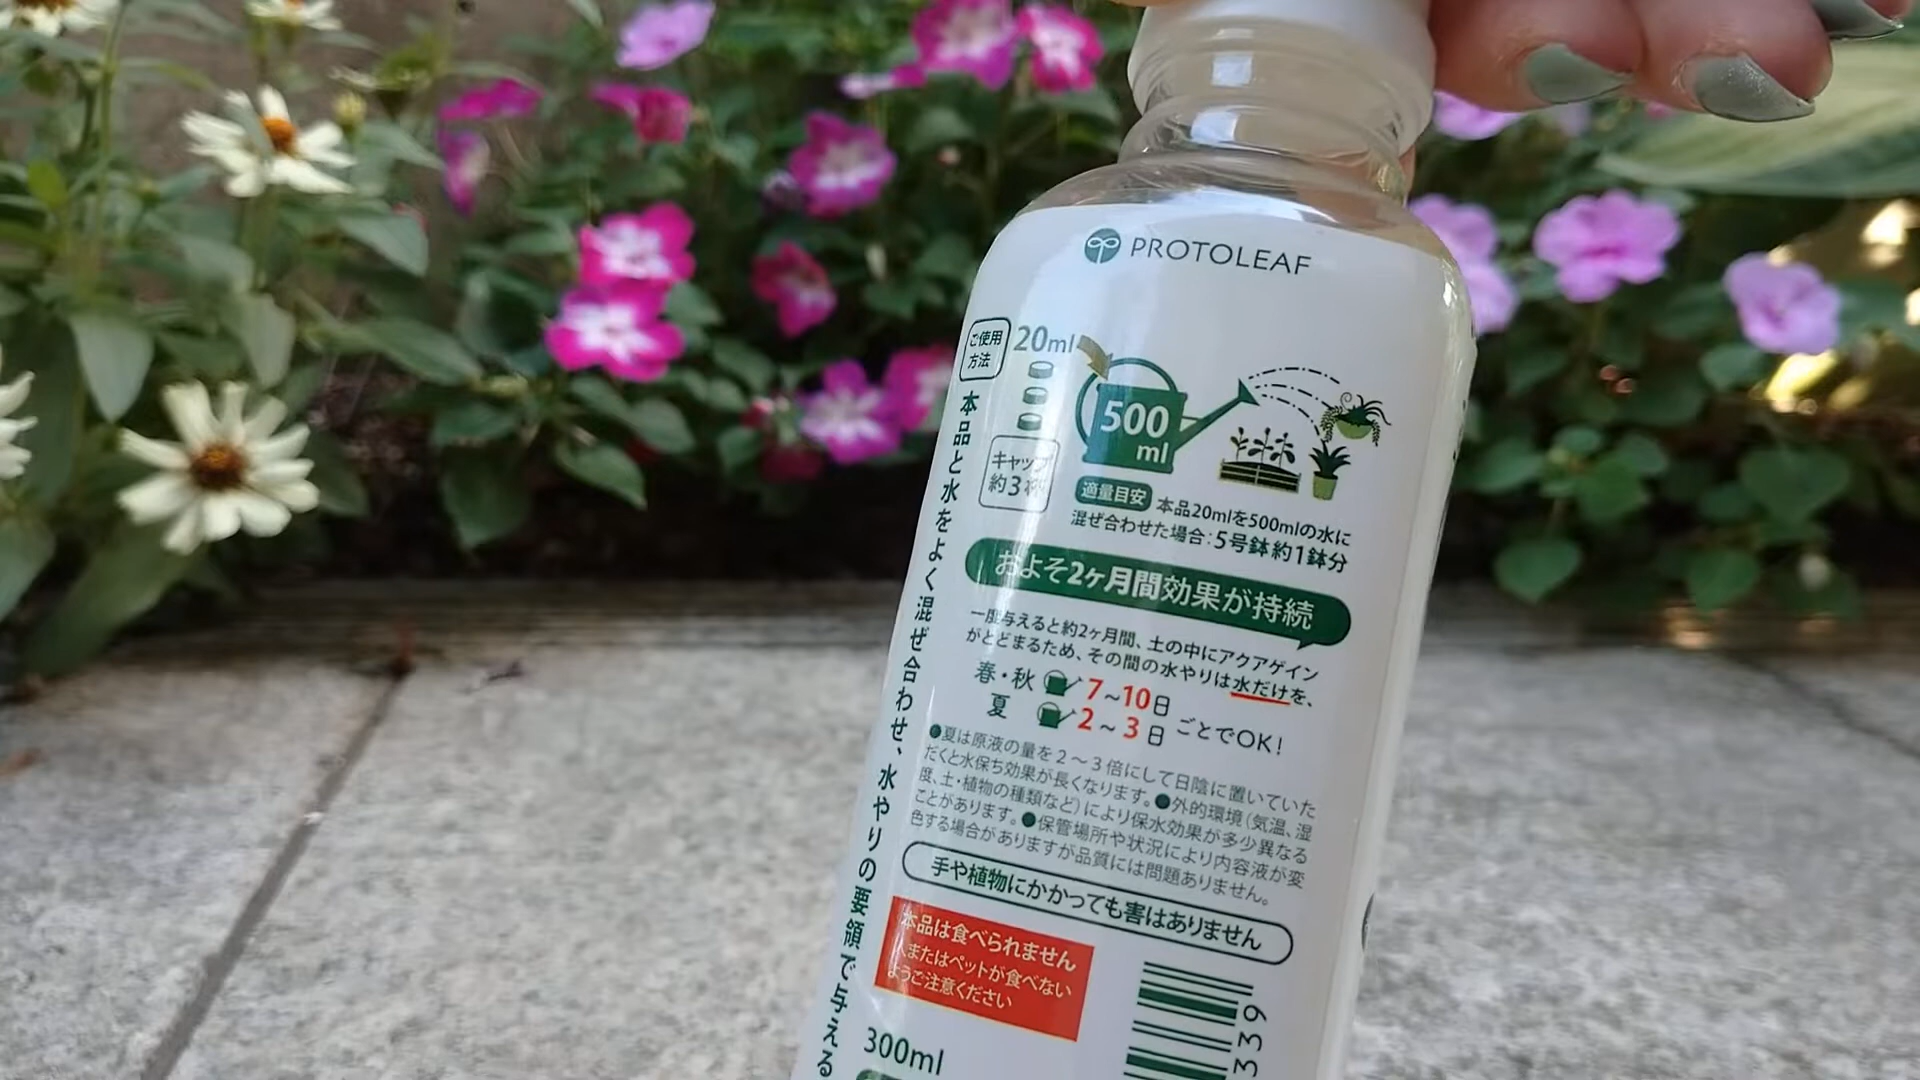 PROTOLEAF
ご使用
方法
20ml
キャップ
約3杯
500
ml
本品と水をよく混ぜ合わせ、水やりの要領で与える
適量目安 本品20mlを500mlの水に
混ぜ合わせた場合：5号鉢約1鉢分
およそ2ヶ月間効果が持続
一度与えると約2ヶ月間、土の中にアクアゲイン
がとどまるため、その間の水やりは水だけを、
春・秋 7~10日
夏 2~3日
ごとでOK!
●夏は原液の量を2～3倍にして日陰に置いていた
だくと水保ち効果が長くなります。●外的環境(気温、湿
度、土・植物の種類など)により保水効果が多少異なる
ことがあります。●保管場所や状況により内容液が変
色する場合がありますが品質には問題ありません。
手や植物にかかっても害はありません
本品は食べられません
人またはペットが食べない
ようご注意ください
300ml
339